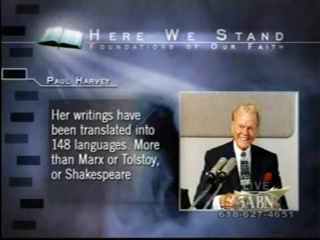 HERE WE STAND
FOUNDATIONS OF OUR FAITH
PAUL HARVEY
Her writings have
been translated into
148 languages. More
than Marx or Tolstoy,
or Shakespeare
LIVE
3ABN
618-627-4651